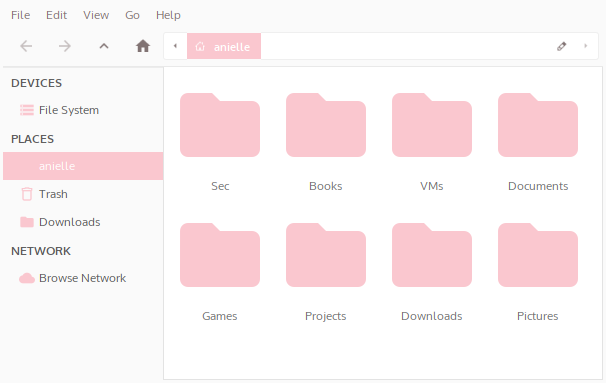 File Edit View Go Help
anielle
DEVICES
File System
PLACES
anielle
Trash
Downloads
NETWORK
Browse Network
Sec Books VMs Documents
Games Projects Downloads Pictures